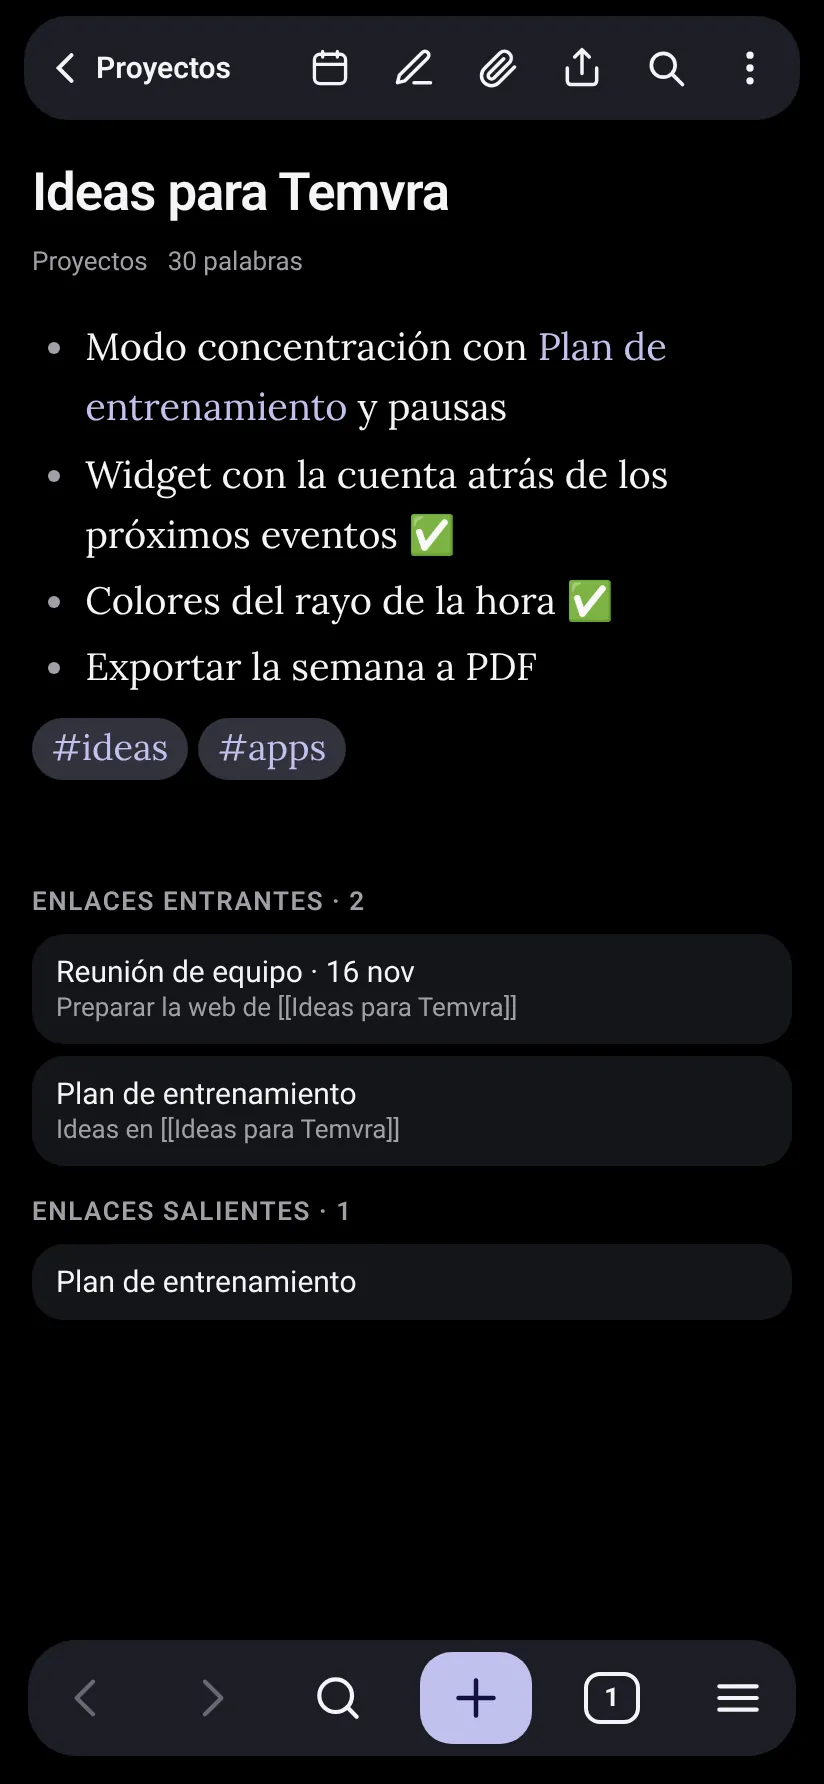 Proyectos
Ideas para Temvra
Proyectos 30 palabras
• Modo concentración con Plan de
entrenamiento y pausas
• Widget con la cuenta atrás de los
próximos eventos ✅
• Colores del rayo de la hora ✅
• Exportar la semana a PDF
#ideas #apps
ENLACES ENTRANTES · 2
Reunión de equipo · 16 nov
Preparar la web de [[Ideas para Temvra]]
Plan de entrenamiento
Ideas en [[Ideas para Temvra]]
ENLACES SALIENTES · 1
Plan de entrenamiento
1